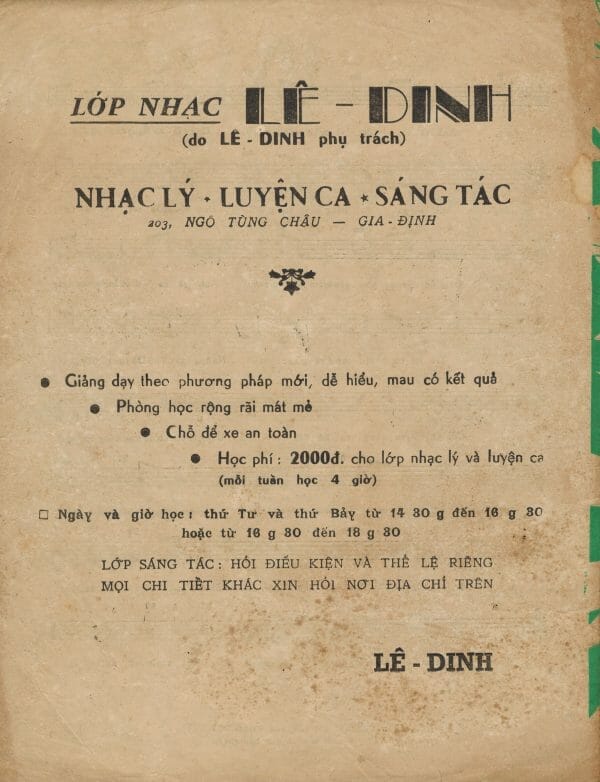 LỚP NHẠC LÊ - DINH
(do LÊ - DINH phụ trách)
NHẠC LÝ * LUYỆN CA * SÁNG TÁC
203, NGÔ TÙNG CHÂU — GIA - ĐỊNH
● Giảng dạy theo phương pháp mới, dễ hiểu, mau có kết quả
● Phòng học rộng rãi mát mẻ
● Chỗ để xe an toàn
● Học phí : 2000đ. cho lớp nhạc lý và luyện ca
(mỗi tuần học 4 giờ)
□ Ngày và giờ học : thứ Tư và thứ Bảy từ 14 30 g đến 16 g 30
hoặc từ 16 g 30 đến 18 g 30
LỚP SÁNG TÁC : HỎI ĐIỀU KIỆN VÀ THỂ LỆ RIÊNG
MỌI CHI TIẾT KHÁC XIN HỎI NƠI ĐỊA CHỈ TRÊN
LÊ - DINH